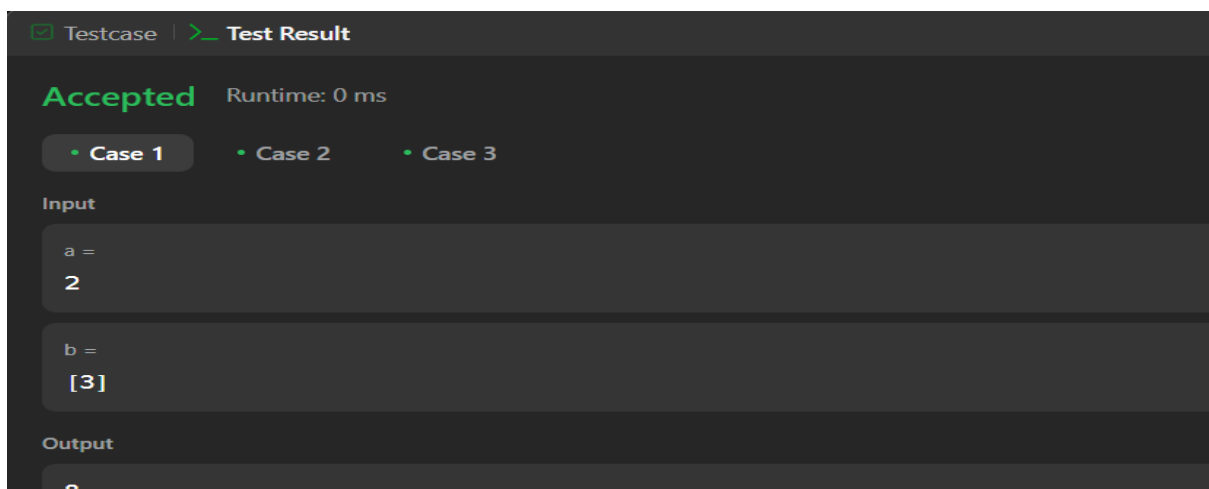 Testcase | >_ Test Result
Accepted Runtime: 0 ms
• Case 1 • Case 2 • Case 3
Input
a =
2
b =
[3]
Output